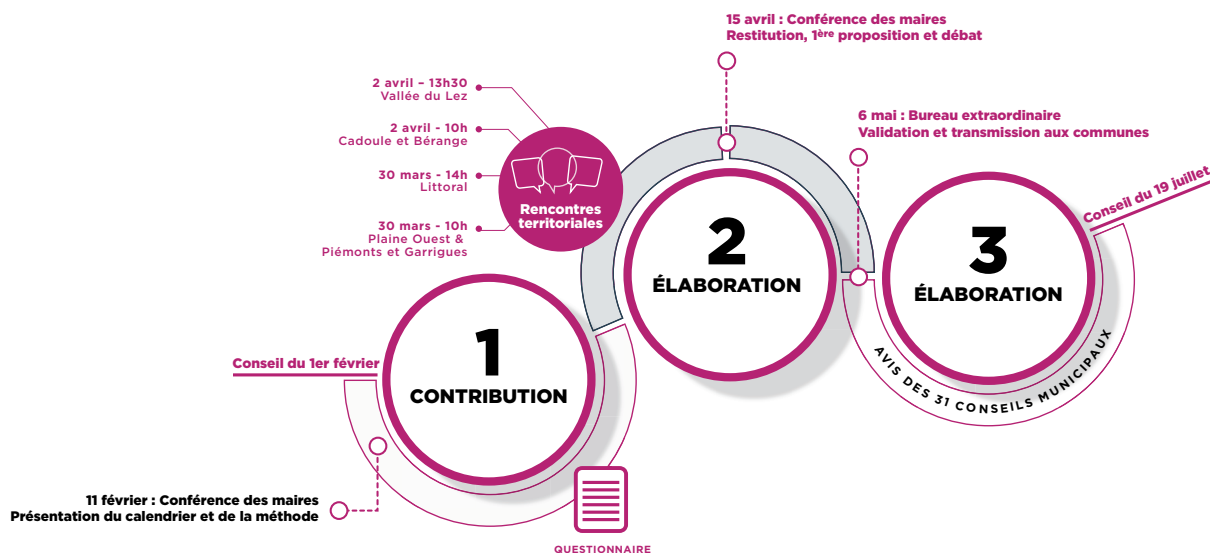 15 avril : Conférence des maires
Restitution, 1ère proposition et débat
2 avril – 13h30
Vallée du Lez
2 avril - 10h
Cadoule et Bérange
30 mars - 14h
Littoral
30 mars - 10h
Plaine Ouest &
Piémonts et Garrigues
Rencontres
territoriales
6 mai : Bureau extraordinaire
Validation et transmission aux communes
Conseil du 1er février
1
CONTRIBUTION
2
ÉLABORATION
3
ÉLABORATION
Conseil du 19 juillet
AVIS DES 31 CONSEILS MUNICIPAUX
11 février : Conférence des maires
Présentation du calendrier et de la méthode
QUESTIONNAIRE